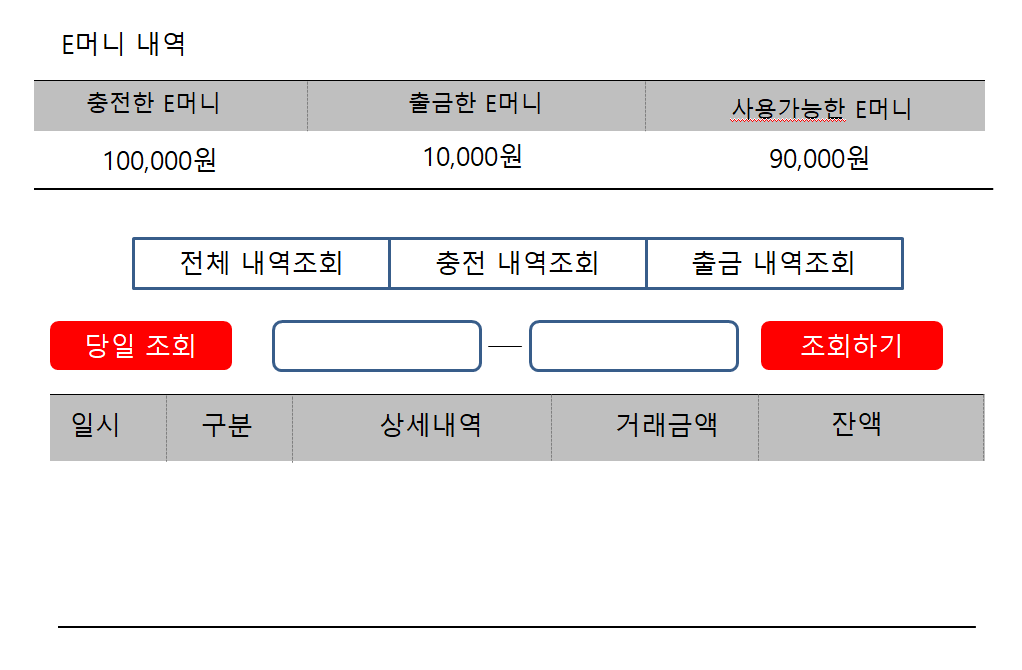 E머니 내역
충전한 E머니 출금한 E머니 사용가능한 E머니
100,000원 10,000원 90,000원
전체 내역조회 충전 내역조회 출금 내역조회
당일 조회 조회하기
일시 구분 상세내역 거래금액 잔액